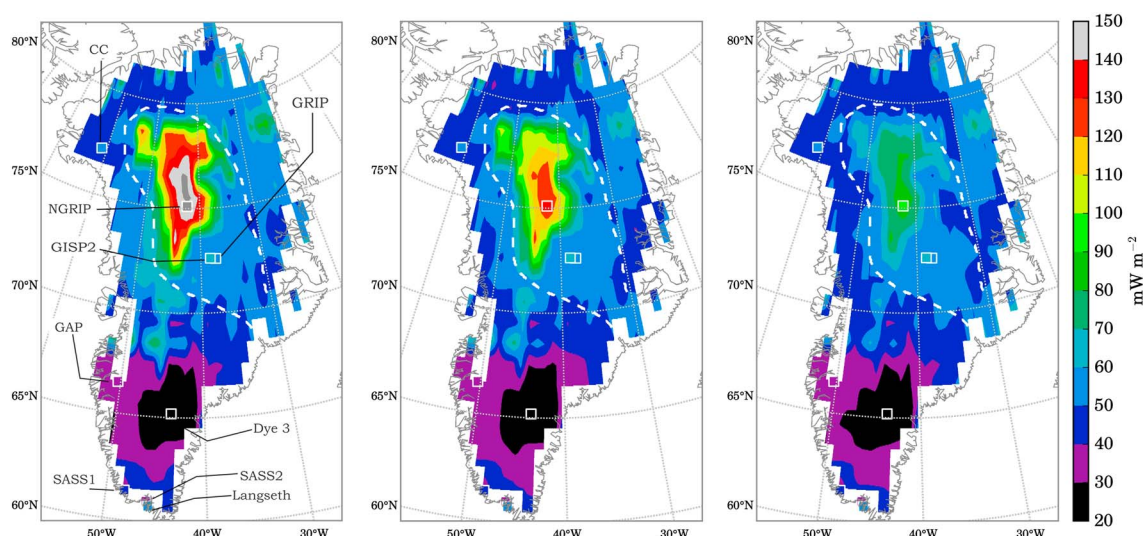 80°N
75°N
70°N
65°N
60°N
50°W
40°W
30°W
CC
GRIP
NGRIP
GISP2
GAP
Dye 3
SASS1
SASS2
Langseth
80°N
75°N
70°N
65°N
60°N
50°W
40°W
30°W
80°N
75°N
70°N
65°N
60°N
50°W
40°W
30°W
150
140
130
120
110
100
90
80
70
60
50
40
30
20
mW m⁻²